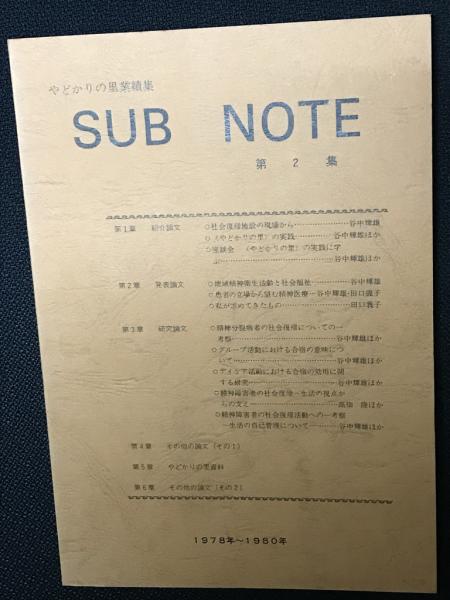 やどかりの里業績集
SUB NOTE
第2集
第1章 紹介論文 ○社会復帰施設の現場から…………谷中輝雄
○〈やどかりの里〉の実践…………谷中輝雄ほか
○座談会 〈やどかりの里〉の実践に学
ぶ…………谷中輝雄ほか
第2章 発表論文 ○地域精神衛生活動と社会福祉…………谷中輝雄
○患者の立場から望む精神医療－谷中輝雄・田口義子
○私が求めてきたもの…………田口義子
第3章 研究論文 ○精神分裂病者の社会復帰についての一
考察…………谷中輝雄ほか
○グループ活動における合宿の意味につ
いて…………谷中輝雄ほか
○デイケア活動における合宿の効用に関
する研究…………谷中輝雄ほか
○精神障害者の社会復帰－生活の視点か
らの支え…………高畑 隆ほか
○精神障害者の社会復帰活動への一考察
－生活の自己管理について…………谷中輝雄ほか
第4章 その他の論文（その1）
第5章 やどかりの里資料
第6章 その他の論文（その2）
1978年～1980年